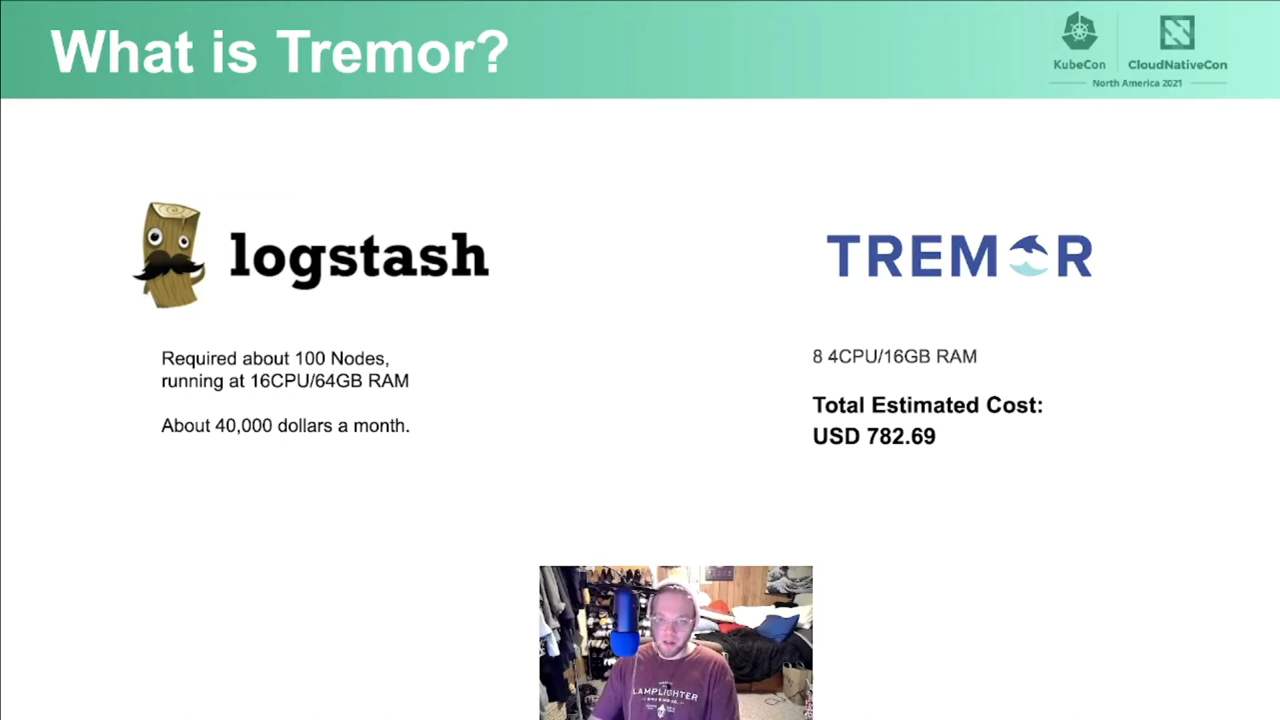 What is Tremor?
KubeCon
CloudNativeCon
North America 2021
logstash
TREMOR
Required about 100 Nodes,
running at 16CPU/64GB RAM
About 40,000 dollars a month.
8 4CPU/16GB RAM
Total Estimated Cost:
USD 782.69
LAMPLIGHTER